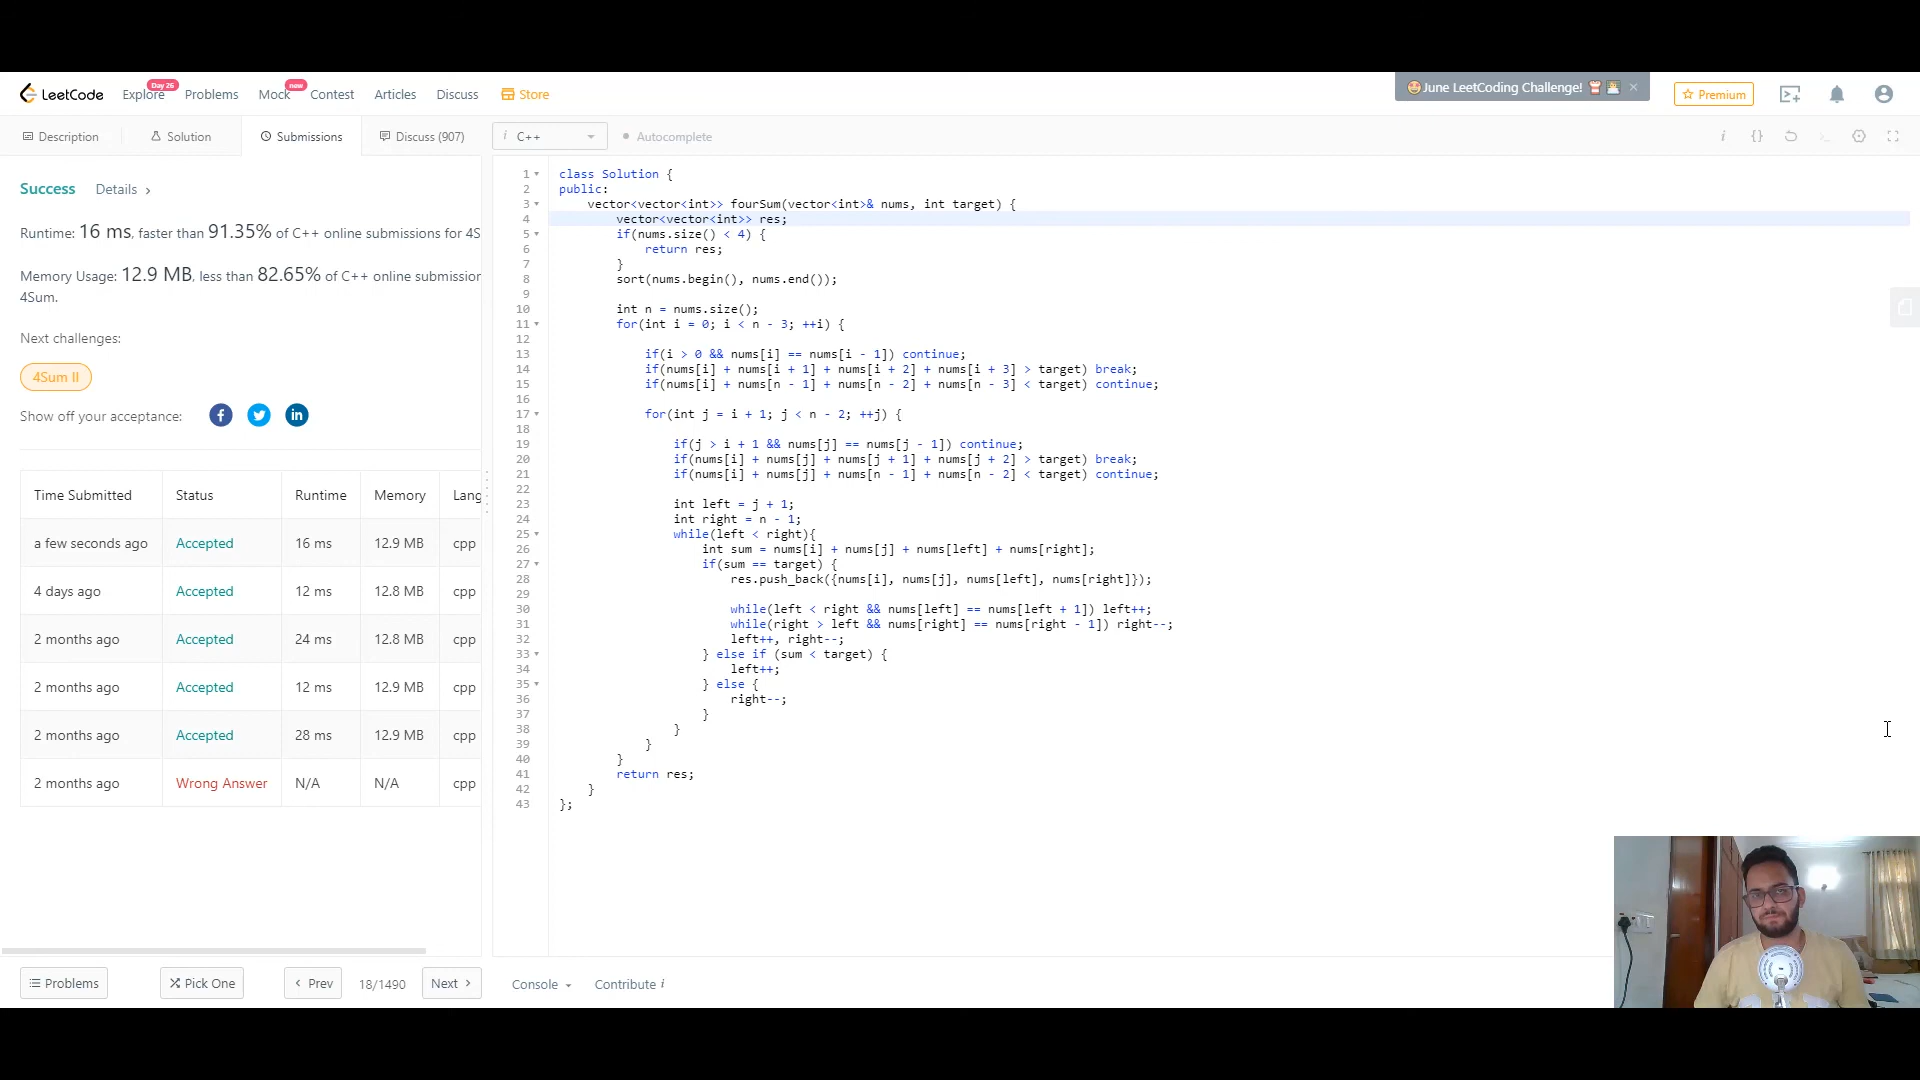 LeetCode
Explore
Day 26
Problems
Mock
new
Contest
Articles
Discuss
Store
June LeetCoding Challenge!
Premium
Description
Solution
Submissions
Discuss (907)
i C++
Autocomplete
Success Details
Runtime: 16 ms, faster than 91.35% of C++ online submissions for 4S
Memory Usage: 12.9 MB, less than 82.65% of C++ online submission
4Sum.
Next challenges:
4Sum II
Show off your acceptance:
Time Submitted Status Runtime Memory Lang
a few seconds ago Accepted 16 ms 12.9 MB cpp
4 days ago Accepted 12 ms 12.8 MB cpp
2 months ago Accepted 24 ms 12.8 MB cpp
2 months ago Accepted 12 ms 12.9 MB cpp
2 months ago Accepted 28 ms 12.9 MB cpp
2 months ago Wrong Answer N/A N/A cpp
1 class Solution {
2 public:
3 vector<vector<int>> fourSum(vector<int>& nums, int target) {
4 vector<vector<int>> res;
5 if(nums.size() < 4) {
6 return res;
7 }
8 sort(nums.begin(), nums.end());
9
10 int n = nums.size();
11 for(int i = 0; i < n - 3; ++i) {
12
13 if(i > 0 && nums[i] == nums[i - 1]) continue;
14 if(nums[i] + nums[i + 1] + nums[i + 2] + nums[i + 3] > target) break;
15 if(nums[i] + nums[n - 1] + nums[n - 2] + nums[n - 3] < target) continue;
16
17 for(int j = i + 1; j < n - 2; ++j) {
18
19 if(j > i + 1 && nums[j] == nums[j - 1]) continue;
20 if(nums[i] + nums[j] + nums[j + 1] + nums[j + 2] > target) break;
21 if(nums[i] + nums[j] + nums[n - 1] + nums[n - 2] < target) continue;
22
23 int left = j + 1;
24 int right = n - 1;
25 while(left < right){
26 int sum = nums[i] + nums[j] + nums[left] + nums[right];
27 if(sum == target) {
28 res.push_back({nums[i], nums[j], nums[left], nums[right]});
29
30 while(left < right && nums[left] == nums[left + 1]) left++;
31 while(right > left && nums[right] == nums[right - 1]) right--;
32 left++, right--;
33 } else if (sum < target) {
34 left++;
35 } else {
36 right--;
37 }
38 }
39 }
40 }
41 return res;
42 }
43 };
Problems
Pick One
Prev
18/1490
Next
Console
Contribute i